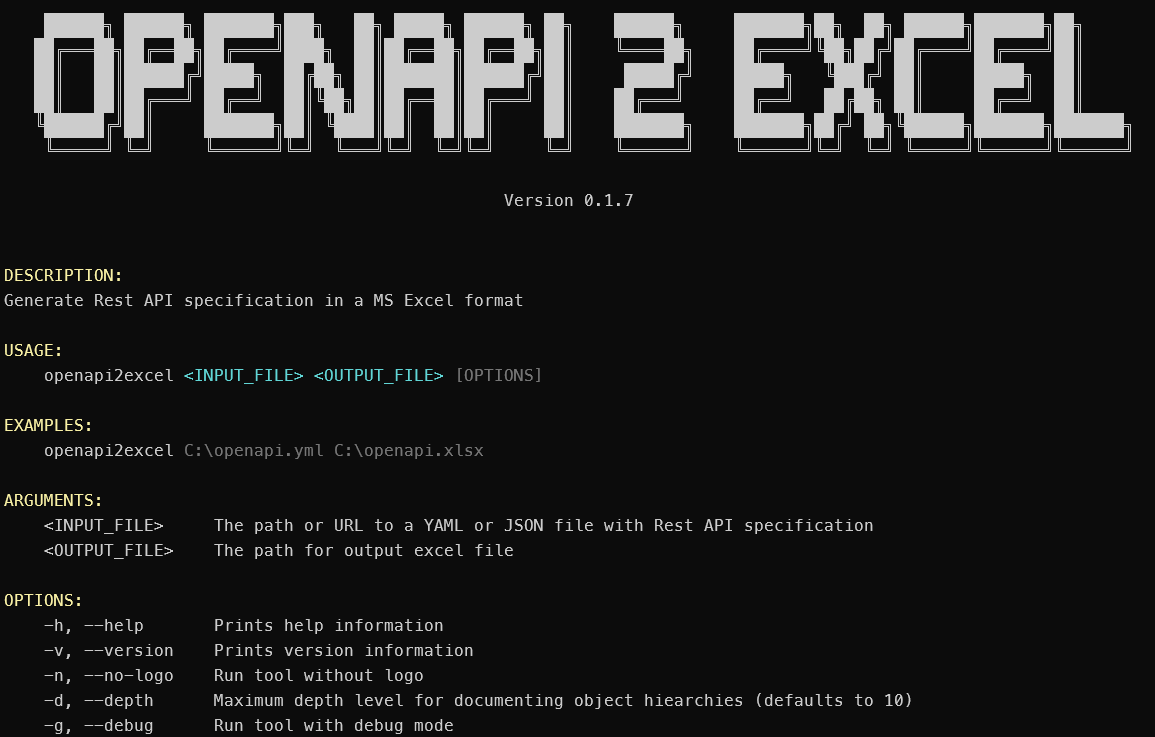 OPENAPI 2 EXCEL
Version 0.1.7
DESCRIPTION:
Generate Rest API specification in a MS Excel format
USAGE:
openapi2excel <INPUT_FILE> <OUTPUT_FILE> [OPTIONS]
EXAMPLES:
openapi2excel C:\openapi.yml C:\openapi.xlsx
ARGUMENTS:
<INPUT_FILE> The path or URL to a YAML or JSON file with Rest API specification
<OUTPUT_FILE> The path for output excel file
OPTIONS:
-h, --help Prints help information
-v, --version Prints version information
-n, --no-logo Run tool without logo
-d, --depth Maximum depth level for documenting object hiearchies (defaults to 10)
-g, --debug Run tool with debug mode